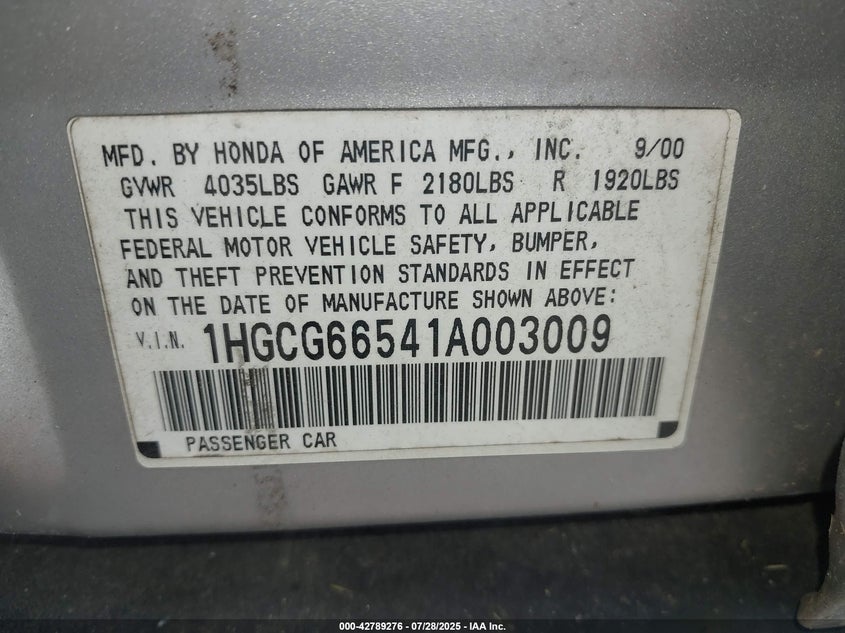 MFD. BY HONDA OF AMERICA MFG., INC. 9/00
GVWR 4035LBS GAWR F 2180LBS R 1920LBS
THIS VEHICLE CONFORMS TO ALL APPLICABLE
FEDERAL MOTOR VEHICLE SAFETY, BUMPER,
AND THEFT PREVENTION STANDARDS IN EFFECT
ON THE DATE OF MANUFACTURE SHOWN ABOVE:
V.I.N. 1HGCG66541A003009
PASSENGER CAR
000-42789276 - 07/28/2025 - IAA Inc.